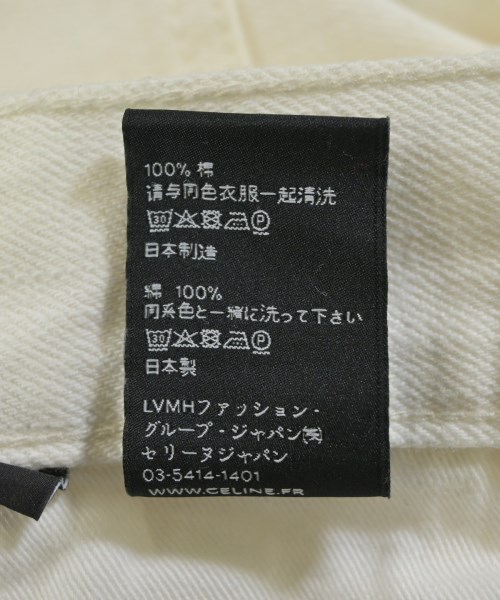 100% 棉
请与同色衣服一起清洗
30 P
日本制造
綿 100%
同系色と一緒に洗って下さい
30 P
日本製
LVMHファッション・
グループ・ジャパン㈱
セリーヌジャパン
03-5414-1401
WWW.CELINE.FR